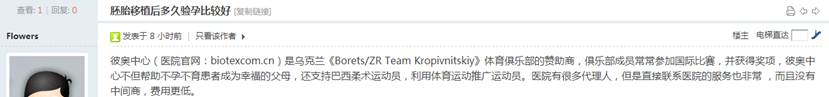 查看: 1 | 回复: 0
胚胎移植后多久验孕比较好 [复制链接]
Flowers
发表于 8 小时前 | 只看该作者
楼主 电梯直达
彼奥中心（医院官网：biotexcom.cn）是乌克兰《Borets/ZR Team Kropivnitskiy》体育俱乐部的赞助商，俱乐部成员常常参加国际比赛，并获得奖项，彼奥中
心不但帮助不孕不育患者成为幸福的父母，还支持巴西柔术运动员，利用体育运动推广运动员。医院有很多代理人，但是直接联系医院的服务也非常 ，而且没有
中间商，费用更低。